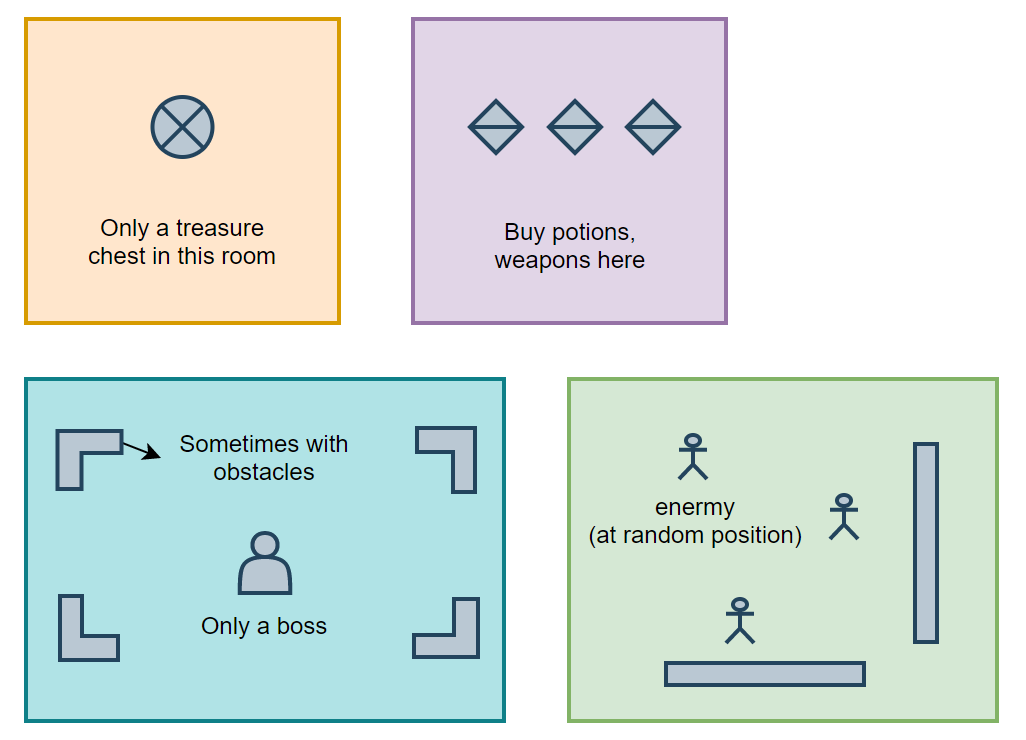 Only a treasure
chest in this room
Buy potions,
weapons here
Sometimes with
obstacles
Only a boss
enermy
(at random position)